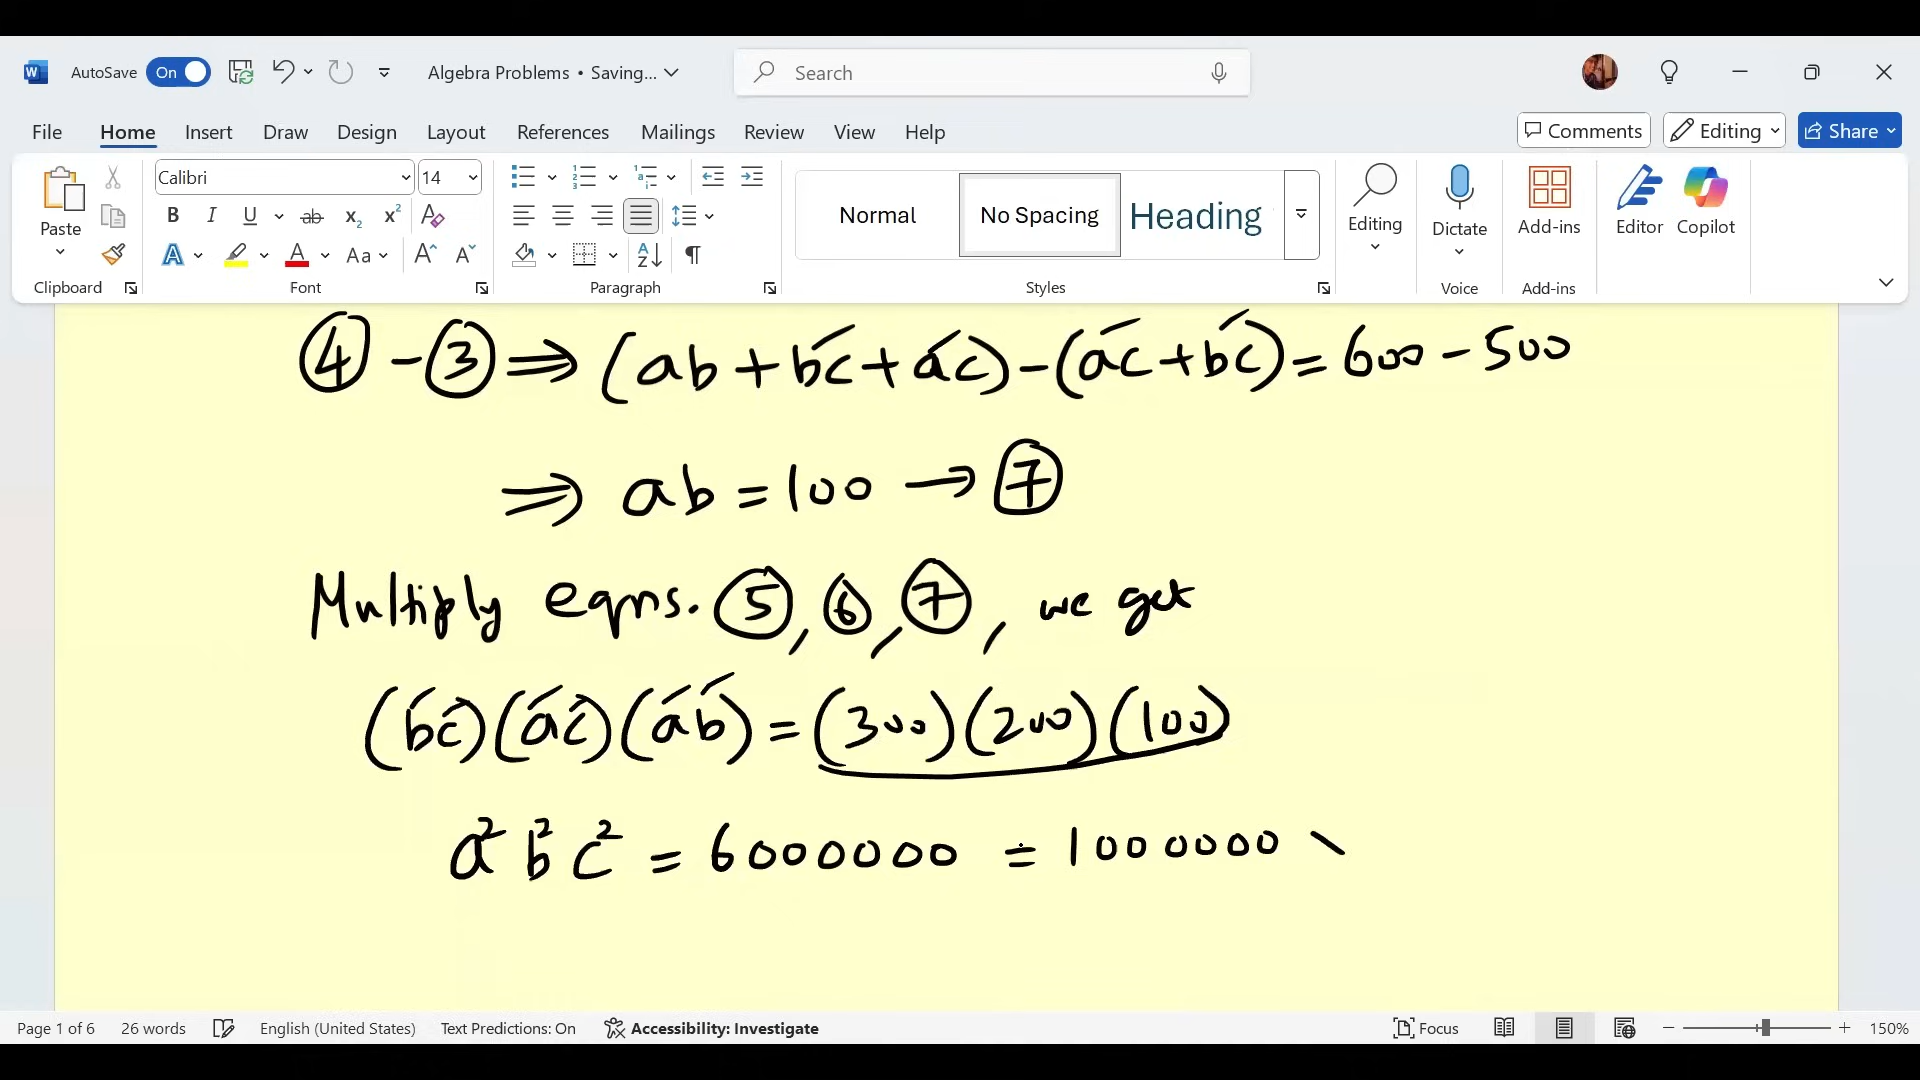 AutoSave On Algebra Problems • Saving... Search
File Home Insert Draw Design Layout References Mailings Review View Help Comments Editing Share
Paste Calibri 14 Normal No Spacing Heading Editing Dictate Add-ins Editor Copilot
Clipboard Font Paragraph Styles Voice Add-ins
④ - ③ ⇒ (ab + bc + ac) - (ac + bc) = 600 - 500
⇒ ab = 100 → ⑦
Multiply eqns. ⑤, ⑥, ⑦, we get
(bc)(ac)(ab) = (300)(200)(100)
a² b² c² = 6000000 = 1000000 \
Page 1 of 6 26 words English (United States) Text Predictions: On Accessibility: Investigate Focus 150%